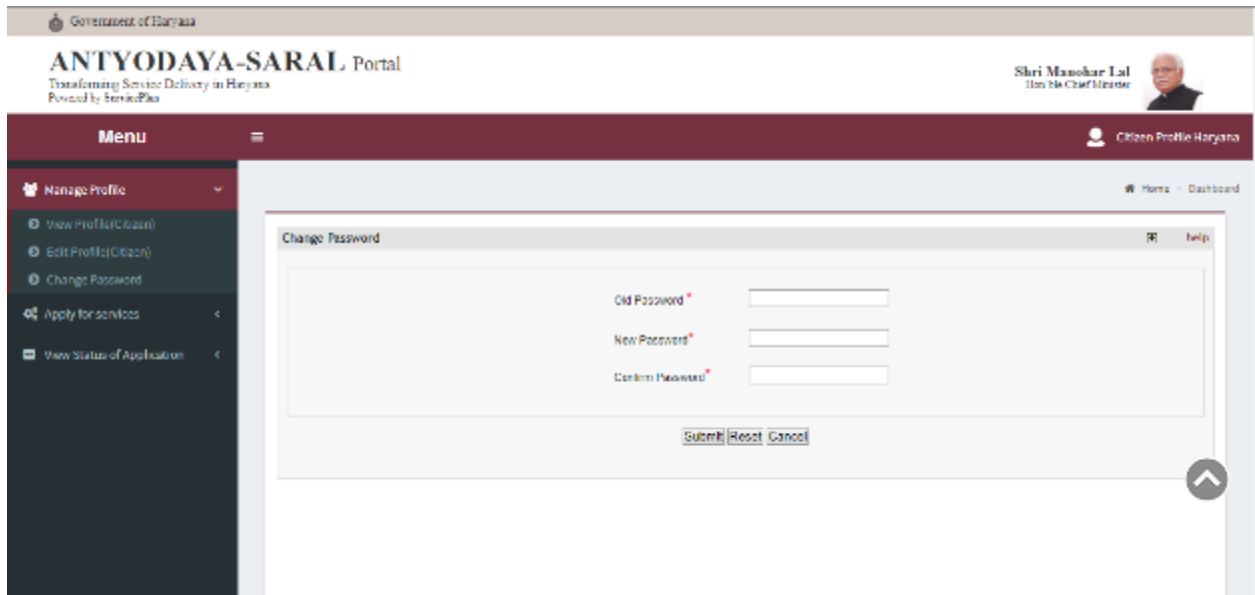 Government of Haryana
ANTYODAYA-SARAL Portal
Transforming Service Delivery in Haryana
Powered by ServicePlus
Shri Manohar Lal
Hon'ble Chief Minister
Menu
Citizen Profile Haryana
Manage Profile
Home > Dashboard
View Profile(Citizen)
Edit Profile(Citizen)
Change Password
Apply for services
View Status of Application
Change Password
help
Old Password *
New Password*
Confirm Password*
Submit Reset Cancel